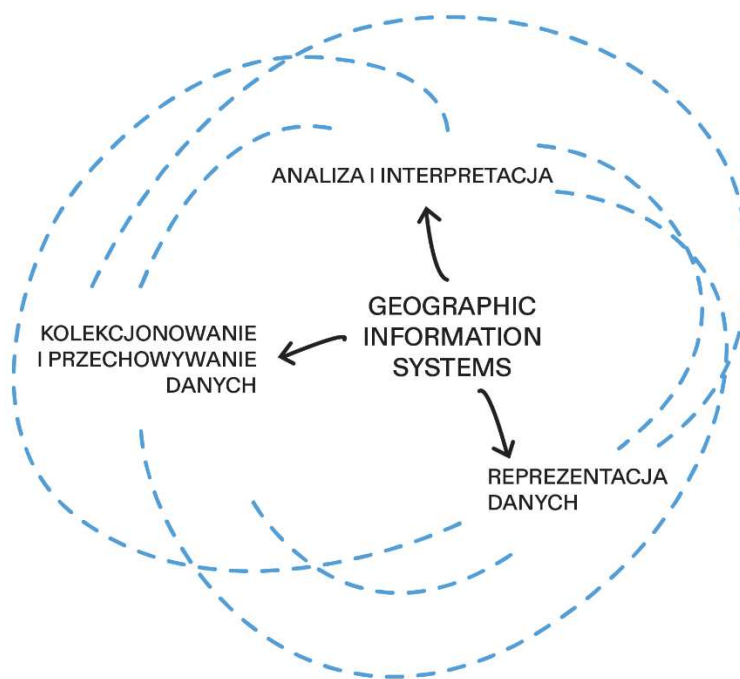 ANALIZA I INTERPRETACJA
GEOGRAPHIC
INFORMATION
SYSTEMS
KOLEKCJONOWANIE
I PRZECHOWYWANIE
DANYCH
REPREZENTACJA
DANYCH